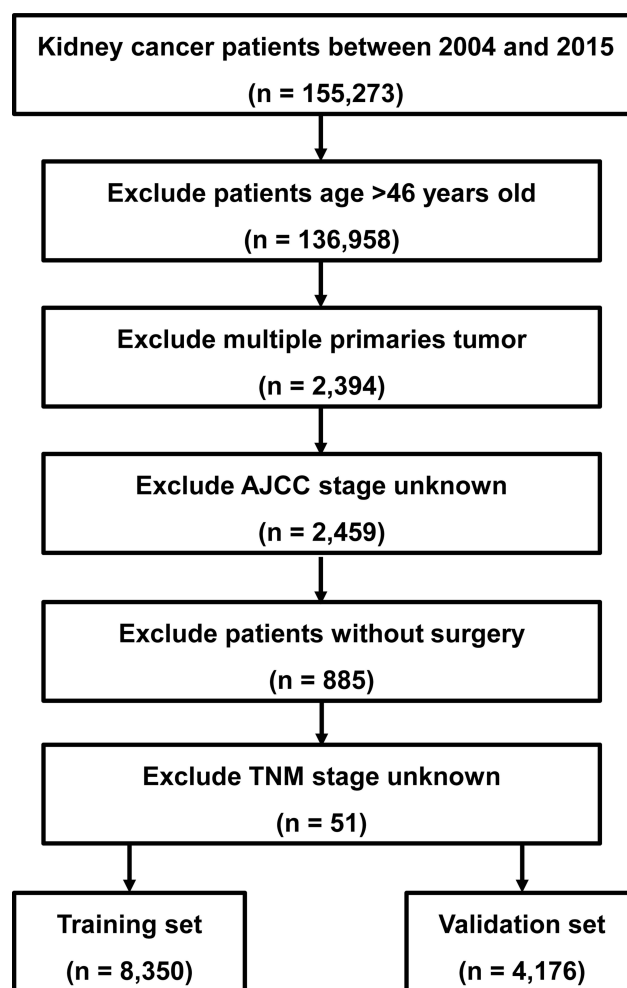 Kidney cancer patients between 2004 and 2015
(n = 155,273)
Exclude patients age >46 years old
(n = 136,958)
Exclude multiple primaries tumor
(n = 2,394)
Exclude AJCC stage unknown
(n = 2,459)
Exclude patients without surgery
(n = 885)
Exclude TNM stage unknown
(n = 51)
Training set
(n = 8,350)
Validation set
(n = 4,176)